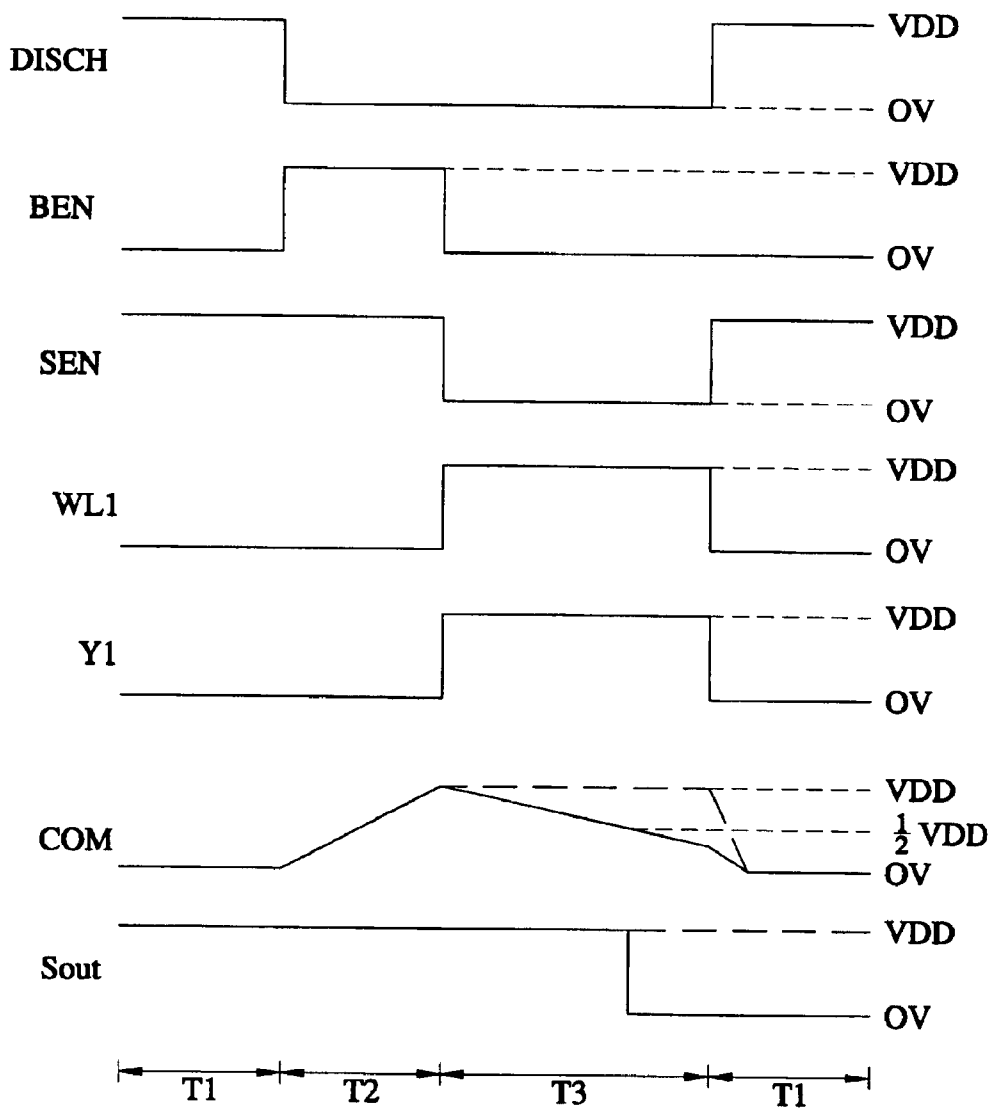 DISCH
VDD
OV
BEN
VDD
OV
SEN
VDD
OV
WL1
VDD
OV
Y1
VDD
OV
COM
VDD
1/2 VDD
OV
Sout
VDD
OV
T1 T2 T3 T1